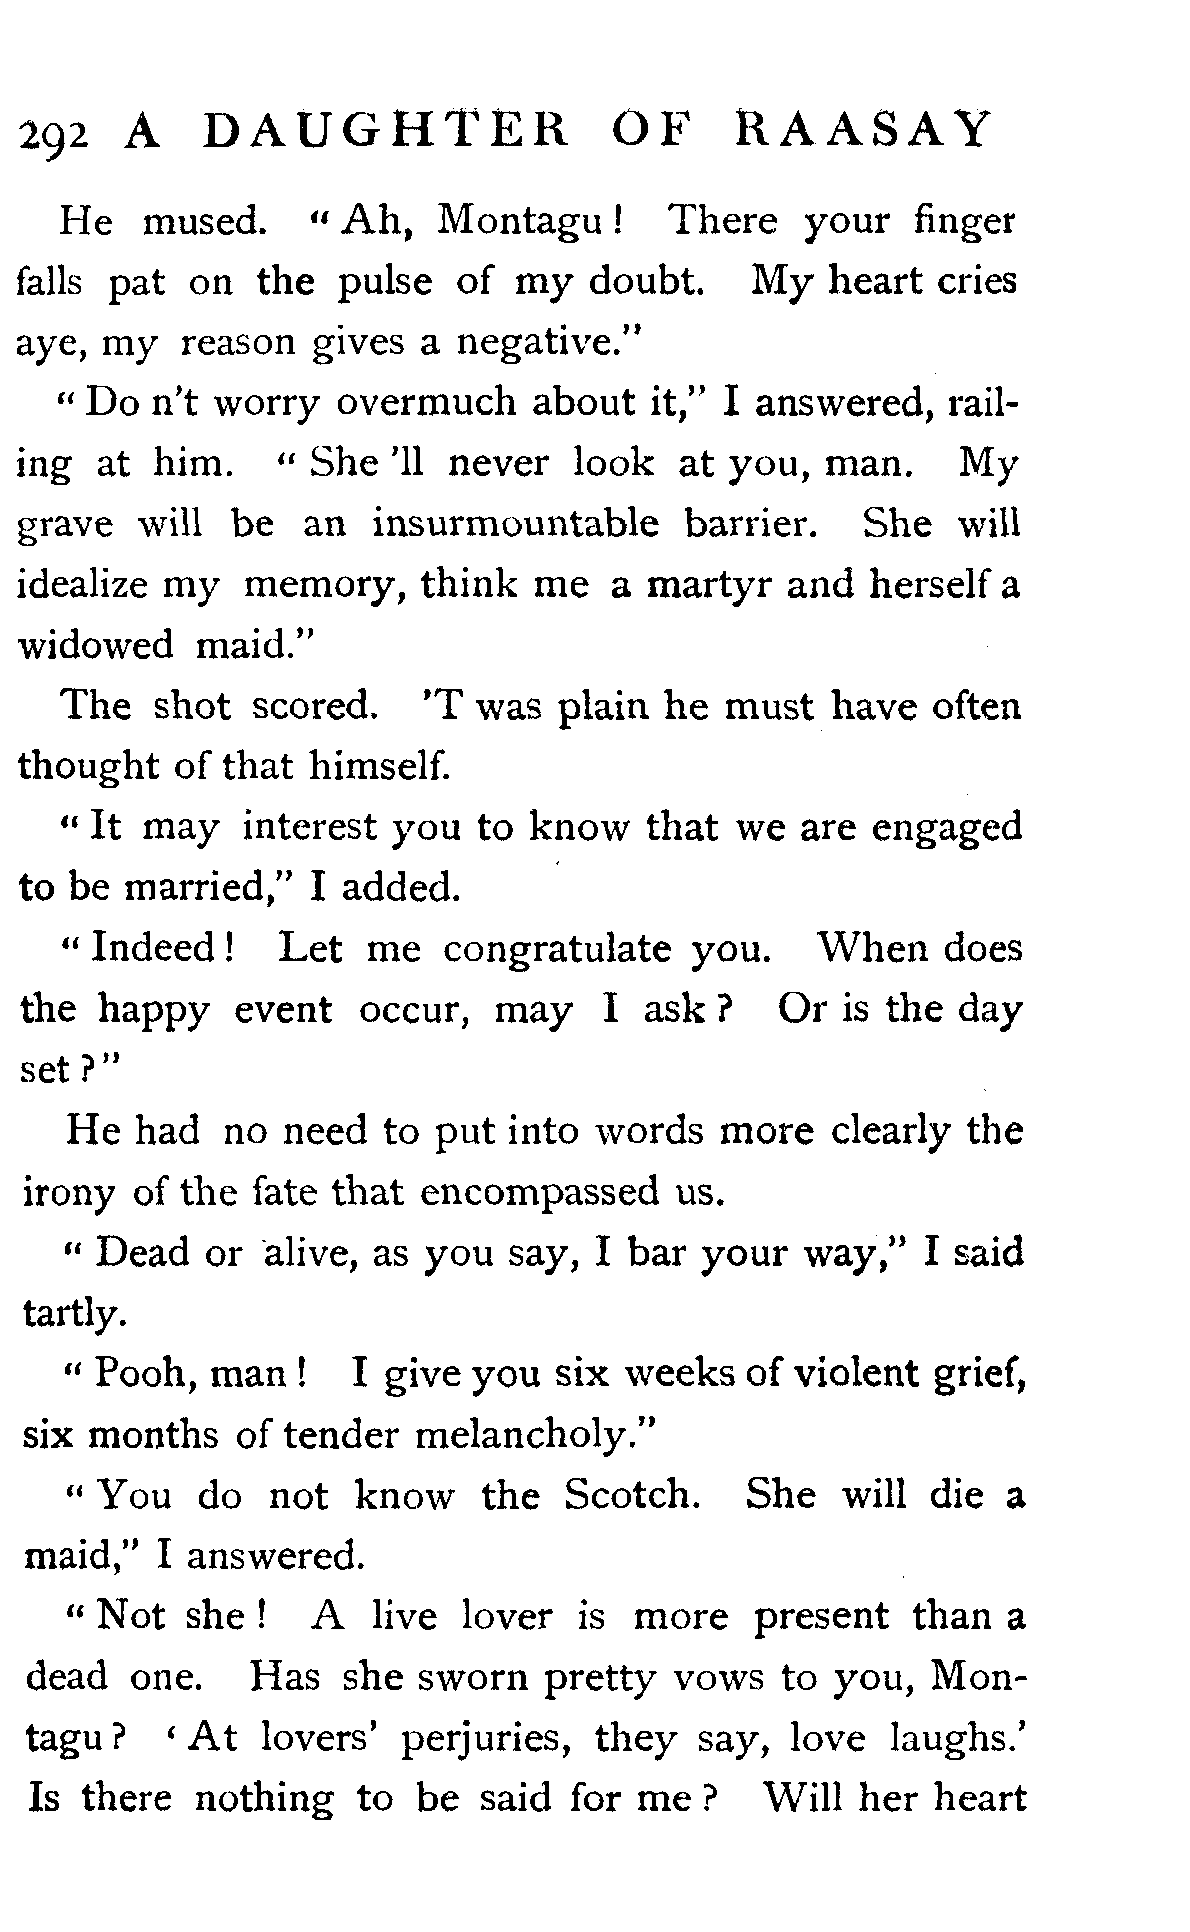 292 A DAUGHTER OF RAASAY
He mused. “ Ah, Montagu ! There your finger
falls pat on the pulse of my doubt. My heart cries
aye, my reason gives a negative.”
“ Do n’t worry overmuch about it,” I answered, rail-
ing at him. “ She ’ll never look at you, man. My
grave will be an insurmountable barrier. She will
idealize my memory, think me a martyr and herself a
widowed maid.”
The shot scored. ’T was plain he must have often
thought of that himself.
“ It may interest you to know that we are engaged
to be married,” I added.
“ Indeed ! Let me congratulate you. When does
the happy event occur, may I ask ? Or is the day
set ?”
He had no need to put into words more clearly the
irony of the fate that encompassed us.
“ Dead or alive, as you say, I bar your way,” I said
tartly.
“ Pooh, man ! I give you six weeks of violent grief,
six months of tender melancholy.”
“ You do not know the Scotch. She will die a
maid,” I answered.
“ Not she ! A live lover is more present than a
dead one. Has she sworn pretty vows to you, Mon-
tagu ? ‘ At lovers’ perjuries, they say, love laughs.’
Is there nothing to be said for me ? Will her heart